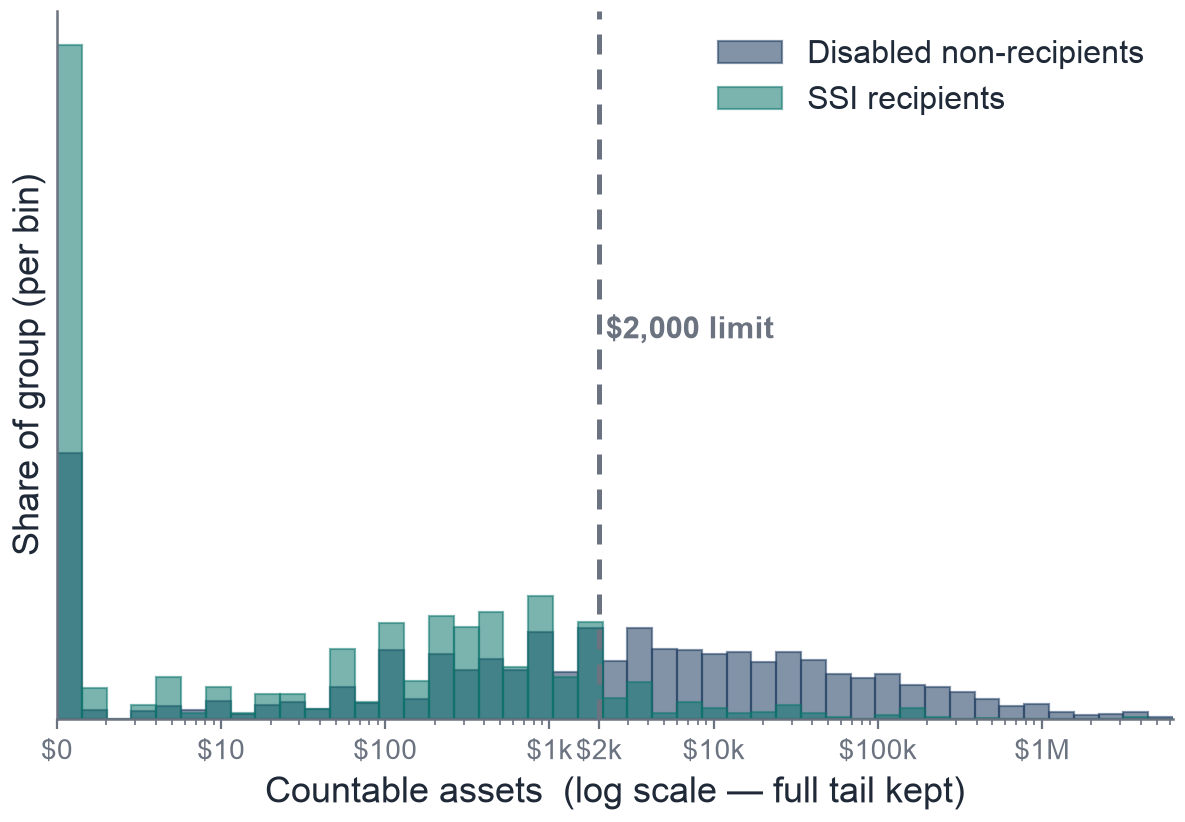 Disabled non-recipients
SSI recipients
$2,000 limit
Share of group (per bin)
$0 $10 $100 $1k $2k $10k $100k $1M
Countable assets (log scale — full tail kept)